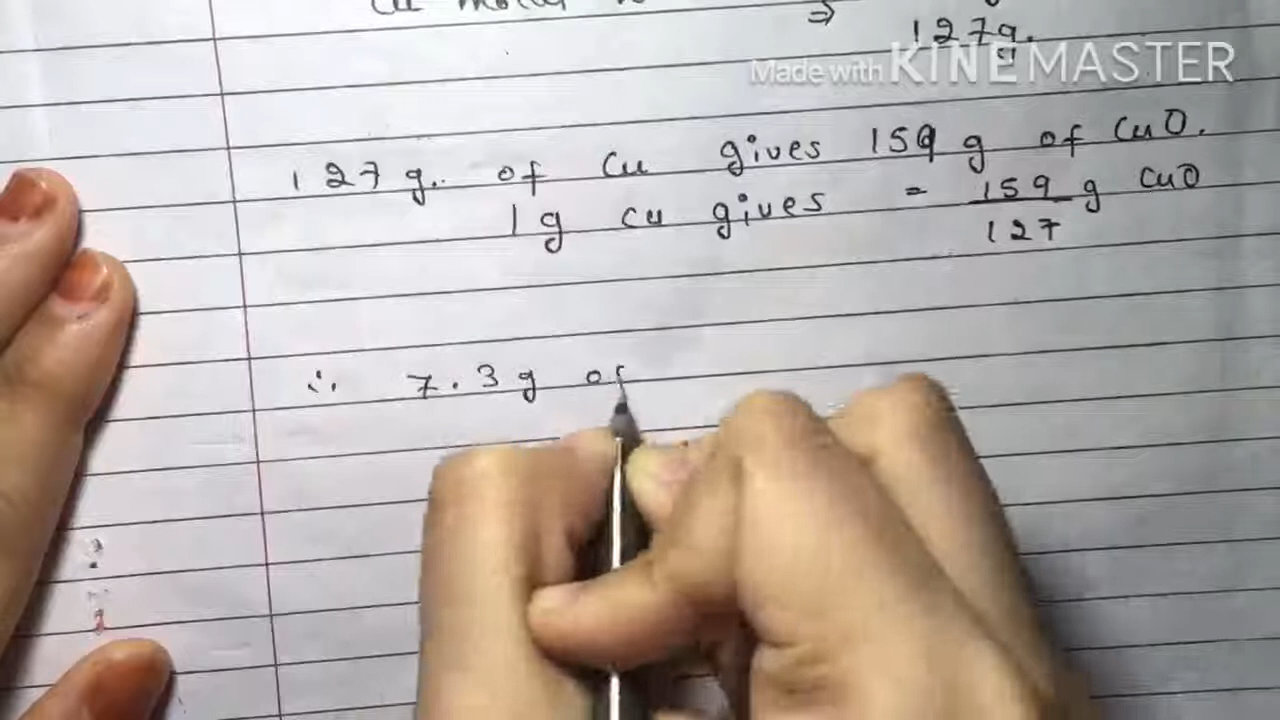 ⇒ 127g.
Made with KINEMASTER
127 g. of Cu gives 159 g of CuO.
1g cu gives = 159/127 g CuO
∴ 7.3g of